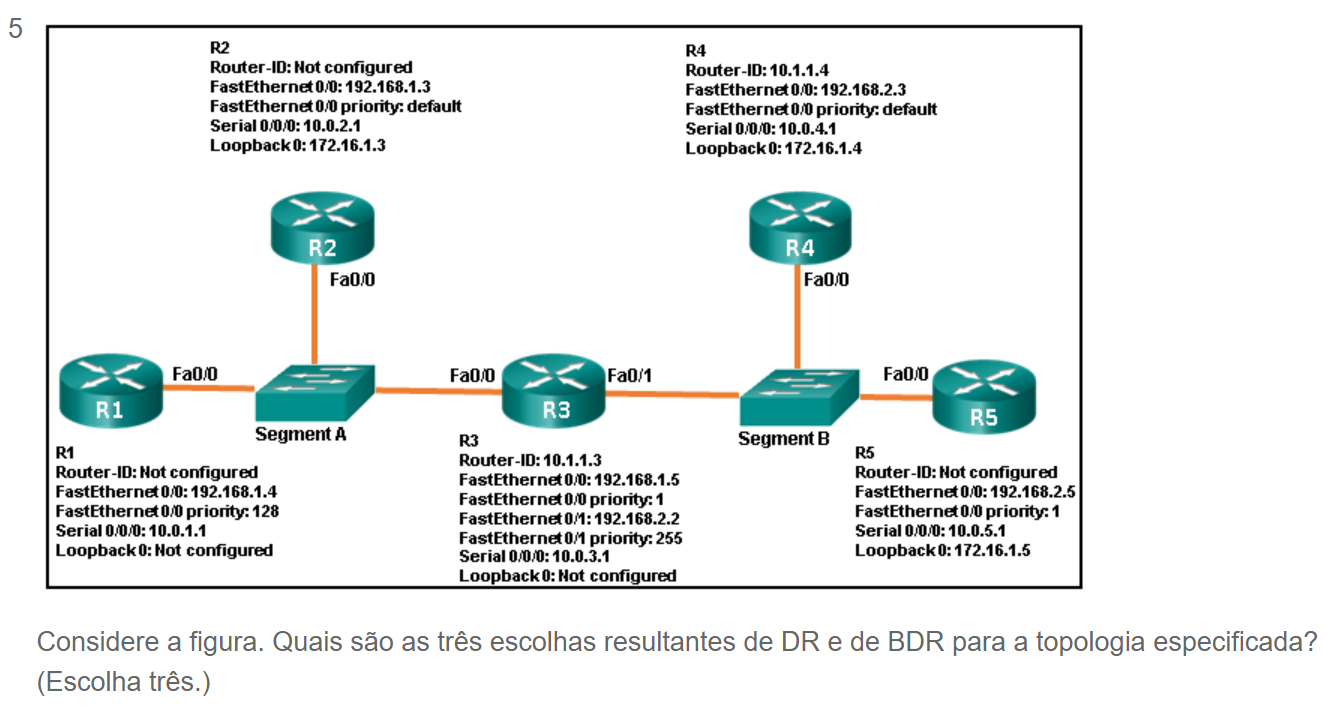 5
R2
Router-ID: Not configured
FastEthernet 0/0: 192.168.1.3
FastEthernet 0/0 priority: default
Serial 0/0/0: 10.0.2.1
Loopback 0: 172.16.1.3
R4
Router-ID: 10.1.1.4
FastEthernet 0/0: 192.168.2.3
FastEthernet 0/0 priority: default
Serial 0/0/0: 10.0.4.1
Loopback 0: 172.16.1.4
R2
Fa0/0
R4
Fa0/0
R1
Fa0/0
Segment A
Fa0/0
R3
Fa0/1
Segment B
Fa0/0
R5
R1
Router-ID: Not configured
FastEthernet 0/0: 192.168.1.4
FastEthernet 0/0 priority: 128
Serial 0/0/0: 10.0.1.1
Loopback 0: Not configured
R3
Router-ID: 10.1.1.3
FastEthernet 0/0: 192.168.1.5
FastEthernet 0/0 priority: 1
FastEthernet 0/1: 192.168.2.2
FastEthernet 0/1 priority: 255
Serial 0/0/0: 10.0.3.1
Loopback 0: Not configured
R5
Router-ID: Not configured
FastEthernet 0/0: 192.168.2.5
FastEthernet 0/0 priority: 1
Serial 0/0/0: 10.0.5.1
Loopback 0: 172.16.1.5
Considere a figura. Quais são as três escolhas resultantes de DR e de BDR para a topologia especificada?
(Escolha três.)